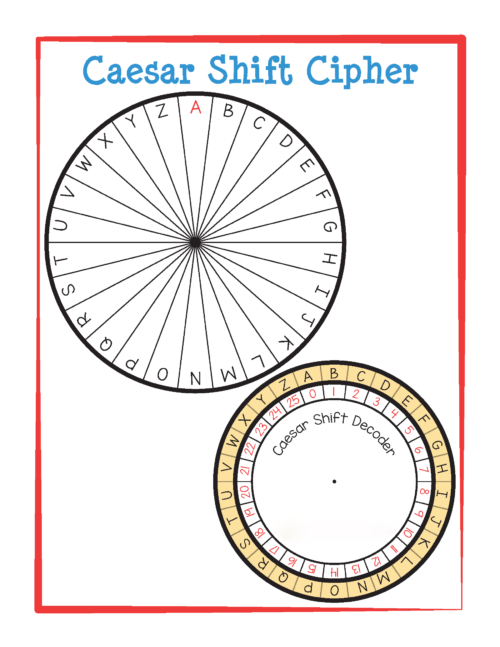 Caesar Shift Cipher
A B C D E F G H I J K L M N O P Q R S T U V W X Y Z
A B C D E F G H I J K L M N O P Q R S T U V W X Y Z
0 1 2 3 4 5 6 7 8 9 10 11 12 13 14 15 16 17 18 19 20 21 22 23 24 25
Caesar Shift Decoder